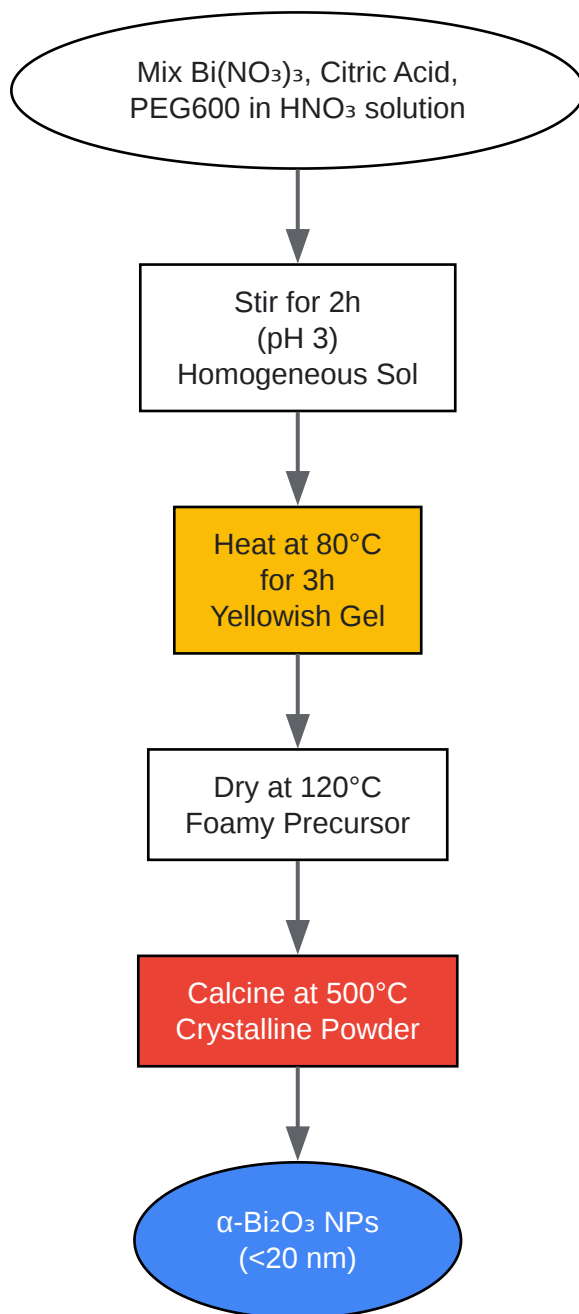 Mix Bi(NO₃)₃, Citric Acid,
PEG600 in HNO₃ solution
Stir for 2h
(pH 3)
Homogeneous Sol
Heat at 80°C
for 3h
Yellowish Gel
Dry at 120°C
Foamy Precursor
Calcine at 500°C
Crystalline Powder
α-Bi₂O₃ NPs
(<20 nm)